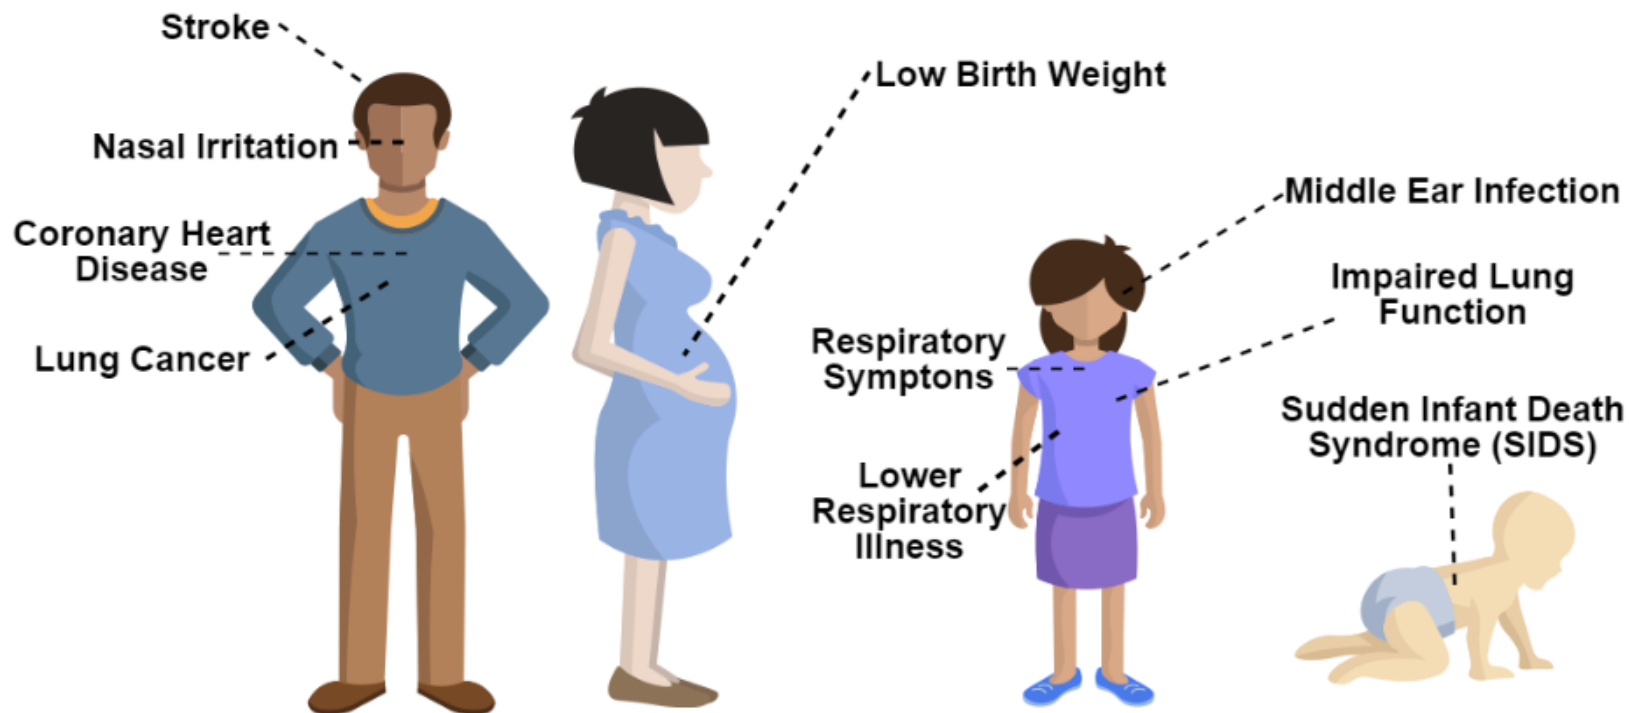 Stroke
Nasal Irritation
Coronary Heart
Disease
Lung Cancer
Low Birth Weight
Middle Ear Infection
Impaired Lung
Function
Respiratory
Symptons
Lower
Respiratory
Illness
Sudden Infant Death
Syndrome (SIDS)